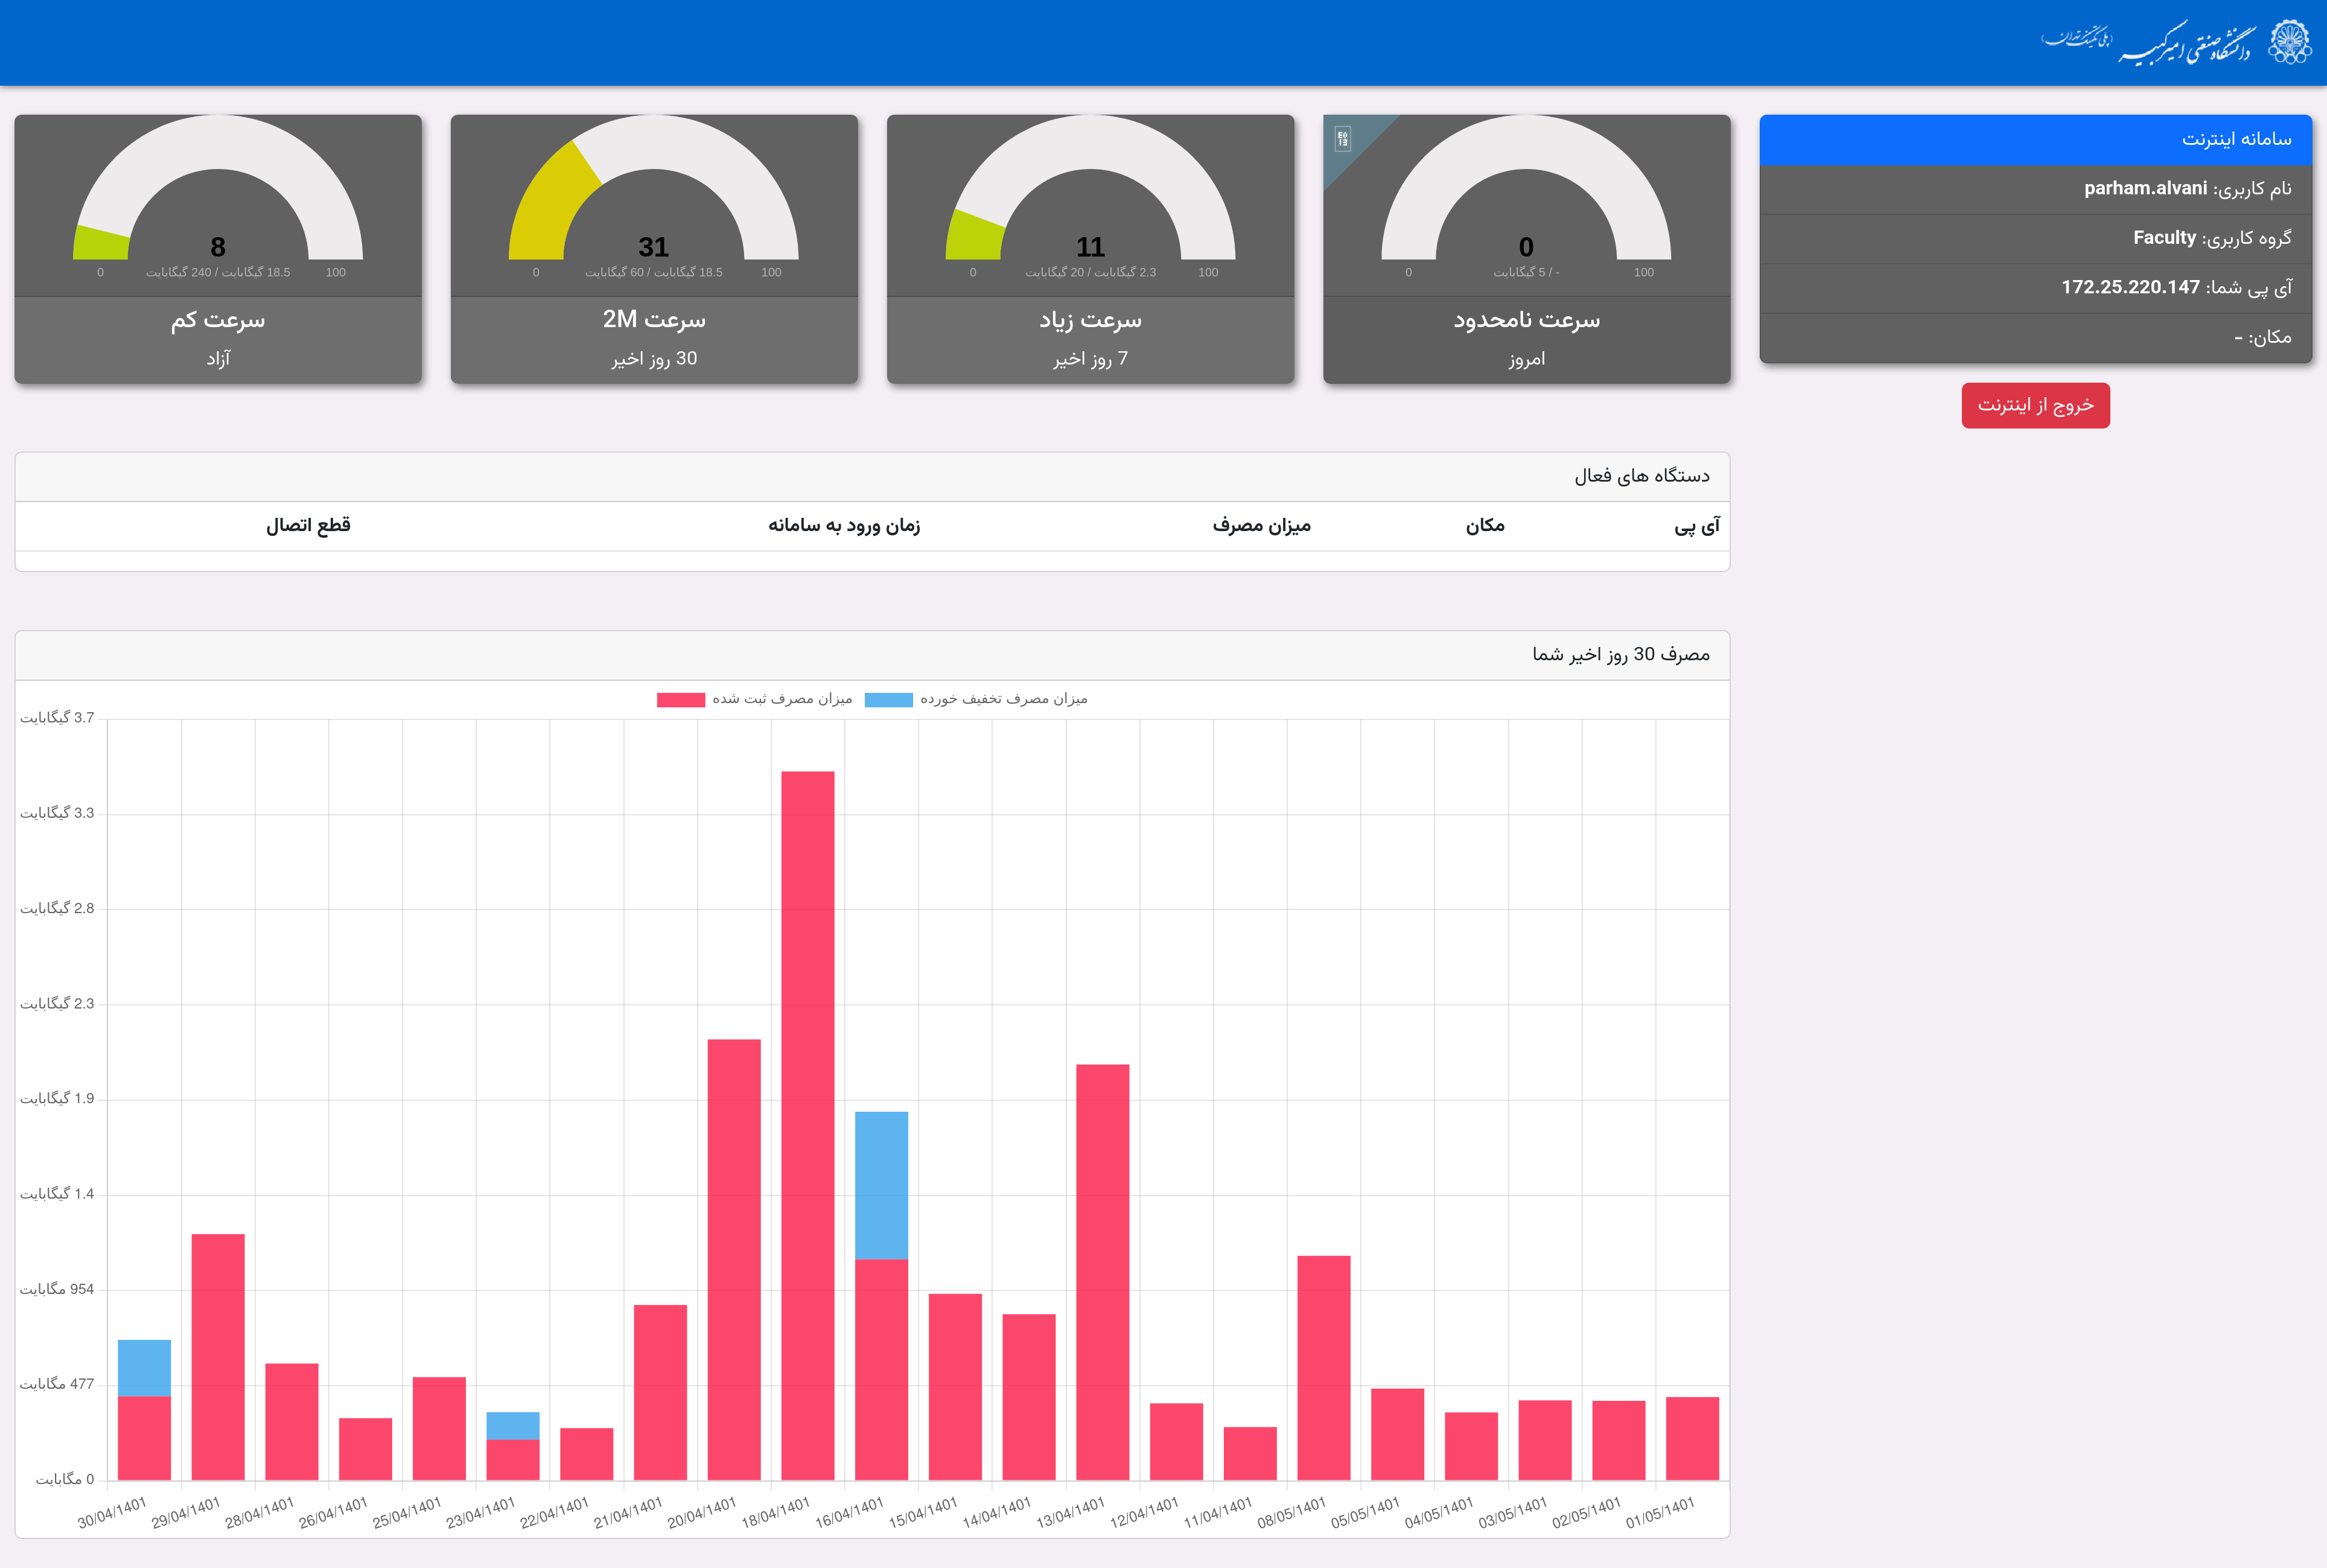 دانشگاه صنعتی امیرکبیر
(پلی تکنیک تهران)
سامانه اینترنت
نام کاربری: parham.alvani
گروه کاربری: Faculty
آی پی شما: 172.25.220.147
مکان: -
خروج از اینترنت
0
0
- / 5 گیگابایت
100
سرعت نامحدود
امروز
11
0
2.3 گیگابایت / 20 گیگابایت
100
سرعت زیاد
7 روز اخیر
31
0
18.5 گیگابایت / 60 گیگابایت
100
سرعت 2M
30 روز اخیر
8
0
18.5 گیگابایت / 240 گیگابایت
100
سرعت کم
آزاد
دستگاه های فعال
آی پی
مکان
میزان مصرف
زمان ورود به سامانه
قطع اتصال
مصرف 30 روز اخیر شما
میزان مصرف تخفیف خورده
میزان مصرف ثبت شده
3.7 گیگابایت
3.3 گیگابایت
2.8 گیگابایت
2.3 گیگابایت
1.9 گیگابایت
1.4 گیگابایت
954 مگابایت
477 مگابایت
0 مگابایت
30/04/1401
29/04/1401
28/04/1401
26/04/1401
25/04/1401
23/04/1401
22/04/1401
21/04/1401
20/04/1401
18/04/1401
16/04/1401
15/04/1401
14/04/1401
13/04/1401
12/04/1401
11/04/1401
08/05/1401
05/05/1401
04/05/1401
03/05/1401
02/05/1401
01/05/1401